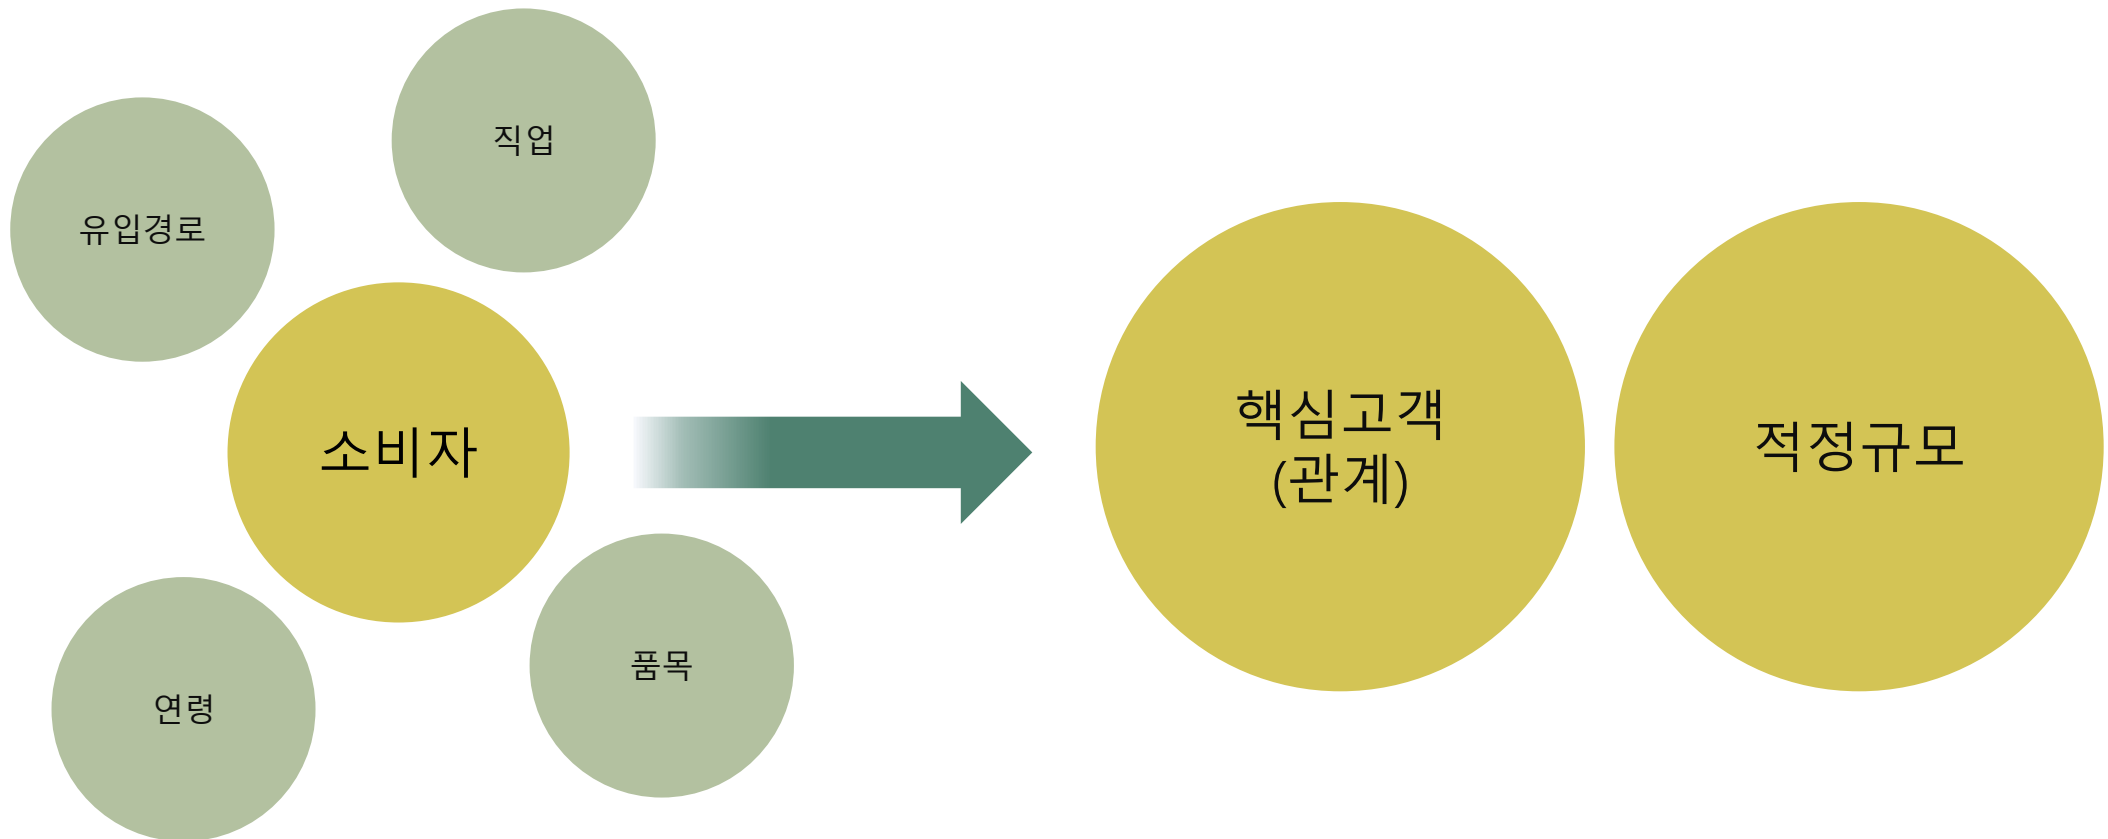 직업
유입경로
소비자
품목
연령
핵심고객
(관계)
적정규모